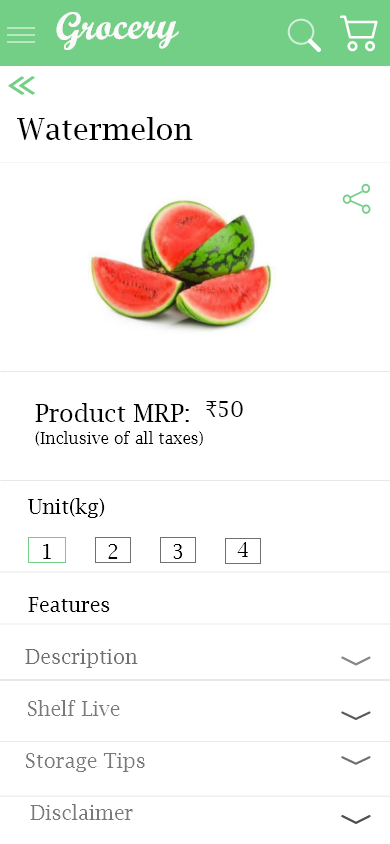 Grocery
Watermelon
Product MRP: ₹50
(Inclusive of all taxes)
Unit(kg)
1 2 3 4
Features
Description
Shelf Live
Storage Tips
Disclaimer